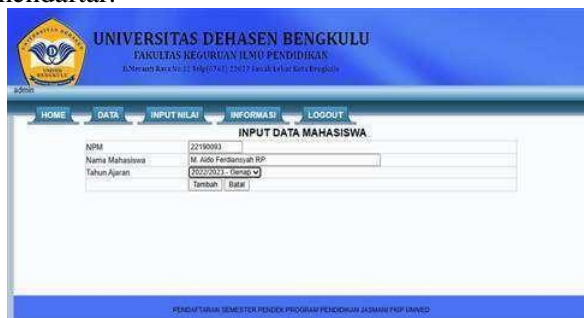 mendaftar.
UNIVERSITAS DEHASEN BENGKULU
FAKULTAS KEGURUAN ILMU PENDIDIKAN
admin
HOME DATA INPUT NILAI INFORMASI LOGOUT
INPUT DATA MAHASISWA
NPM 22190093
Nama Mahasiswa M. Aldo Ferdiansyah RP
Tahun Ajaran 2022/2023 - Genap
Tambah Batal
PENDAFTARAN SEMESTER PENDEK PROGRAM PENDIDIKAN JASMANI FKIP UNIVED